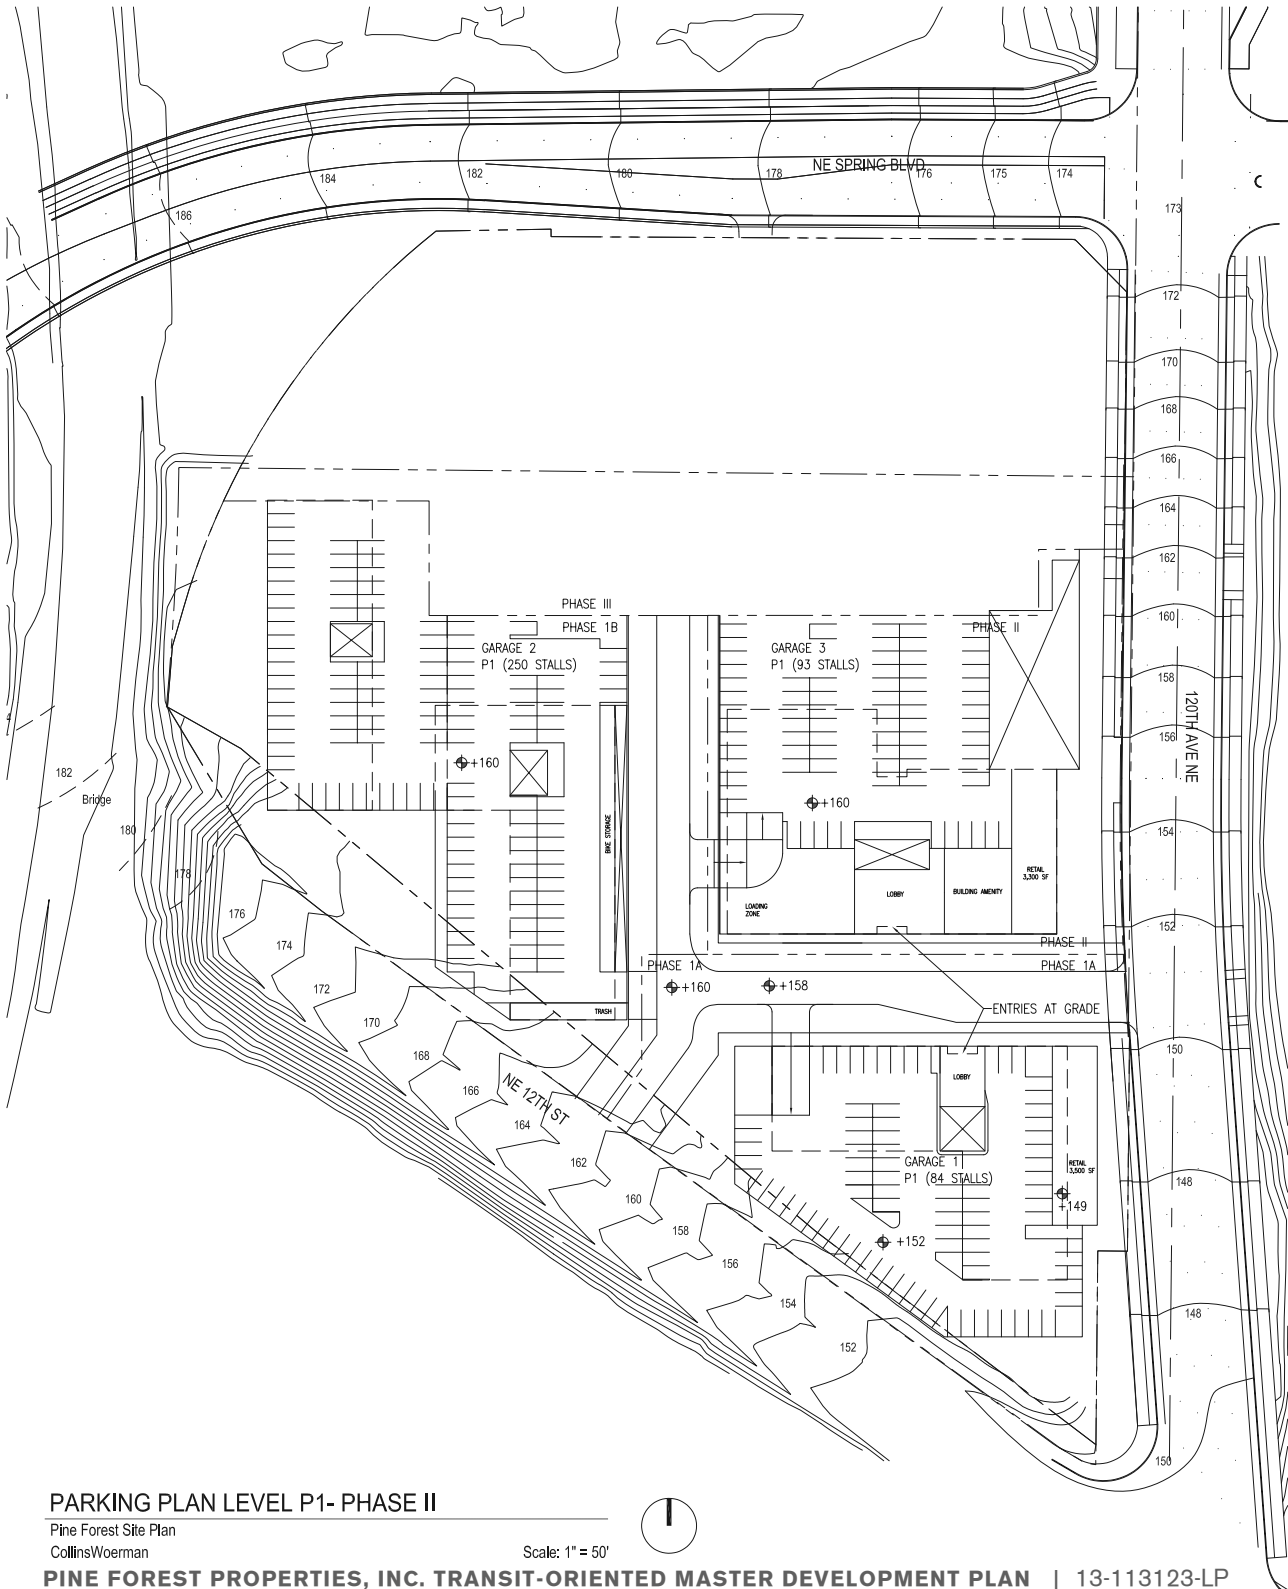 NE SPRING BLVD
184
182
180
178
176
175
174
186
173
172
170
168
166
164
162
PHASE III
PHASE 1B
PHASE II
160
GARAGE 2
P1 (250 STALLS)
GARAGE 3
P1 (93 STALLS)
158
120TH AVE NE
156
+160
182
Bridge
+160
180
154
BIKE STORAGE
178
RETAIL
3,300 SF
LOBBY
BUILDING AMENITY
LOADING
ZONE
176
152
174
PHASE II
PHASE 1A
PHASE 1A
172
+160
+158
ENTRIES AT GRADE
TRASH
170
168
150
166
NE 12TH ST
LOBBY
164
162
GARAGE 1
P1 (84 STALLS)
RETAIL
3,500 SF
148
160
+149
158
+152
156
154
148
152
150
PARKING PLAN LEVEL P1- PHASE II
Pine Forest Site Plan
CollinsWoerman
Scale: 1" = 50'
PINE FOREST PROPERTIES, INC. TRANSIT-ORIENTED MASTER DEVELOPMENT PLAN | 13-113123-LP